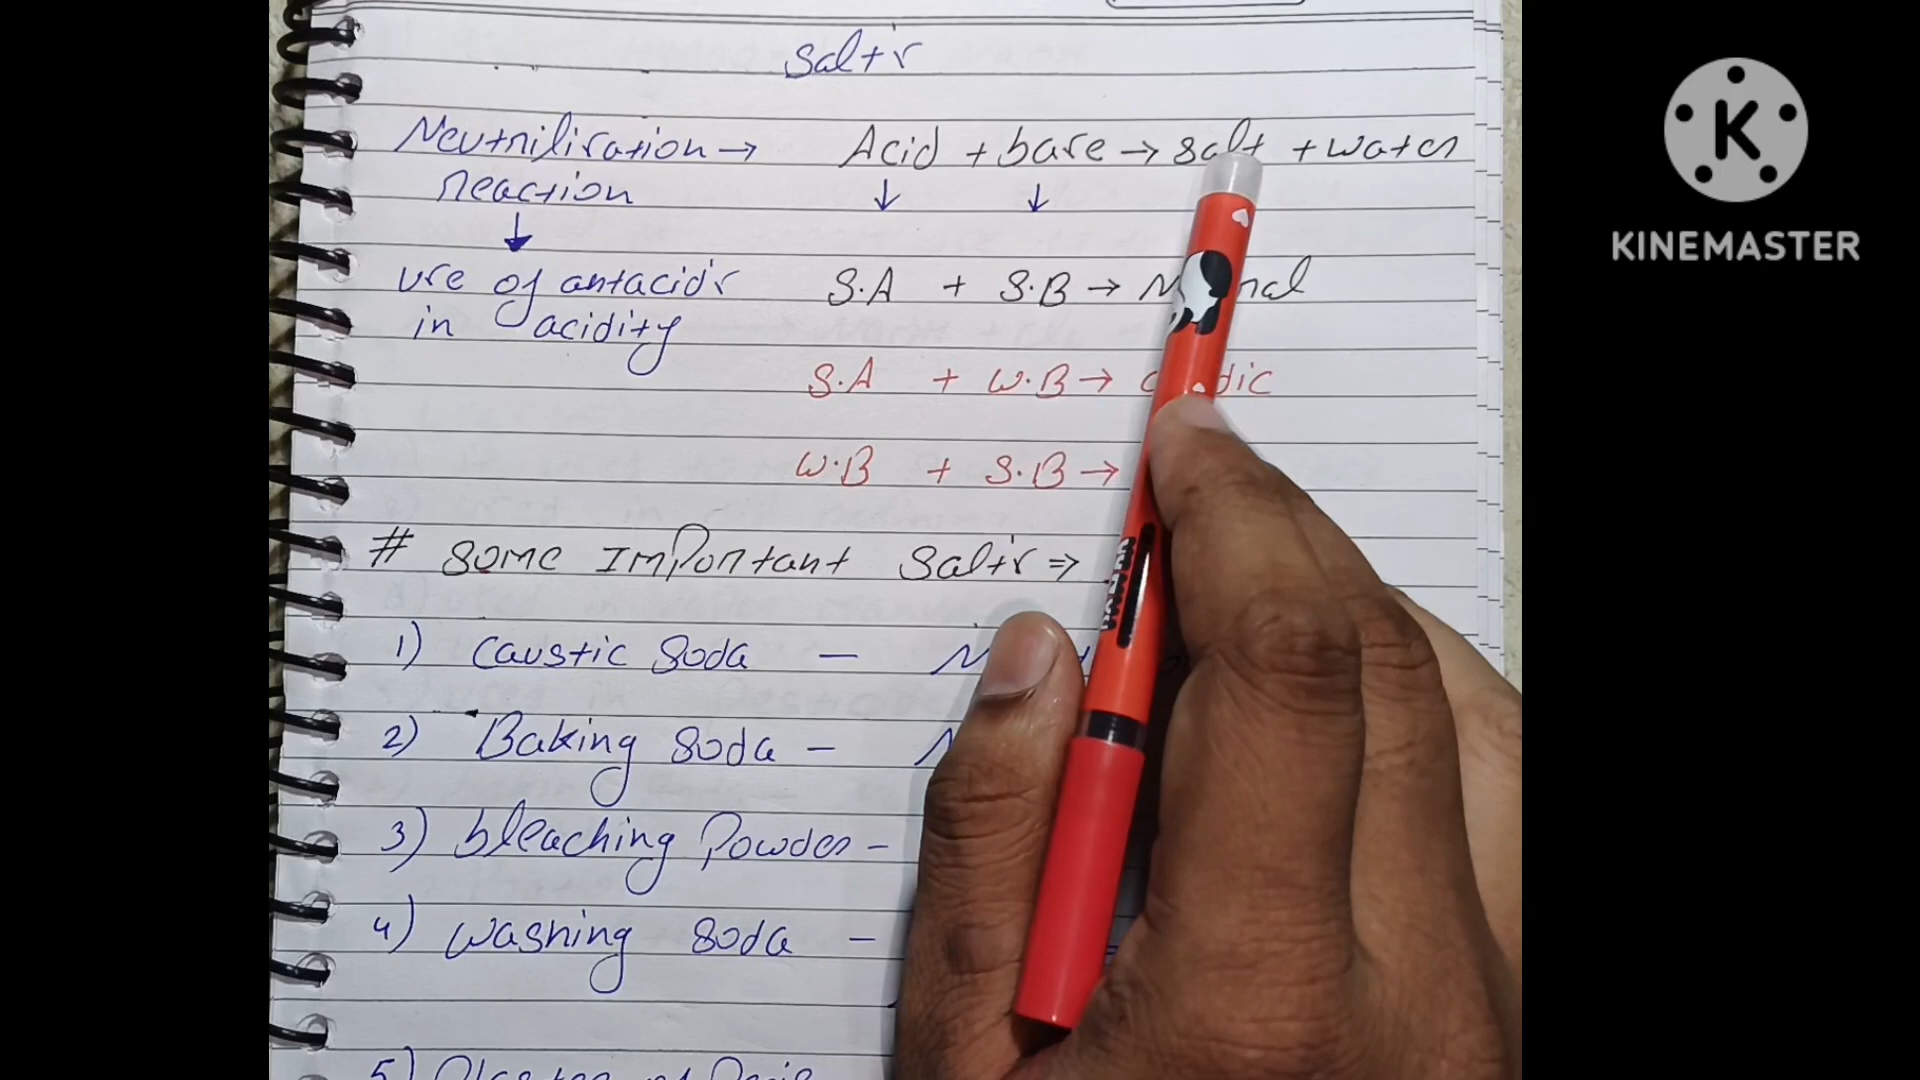 Salts
Neutrilisation → Acid + base → salt + water
reaction
use of antacids S.A + S.B →
in acidity
S.A + W.B →
W.B + S.B →
# Some Important Salts ⇒
1) Caustic Soda -
2) Baking Soda -
3) bleaching Powder -
4) washing Soda -
5)
K
KINEMASTER